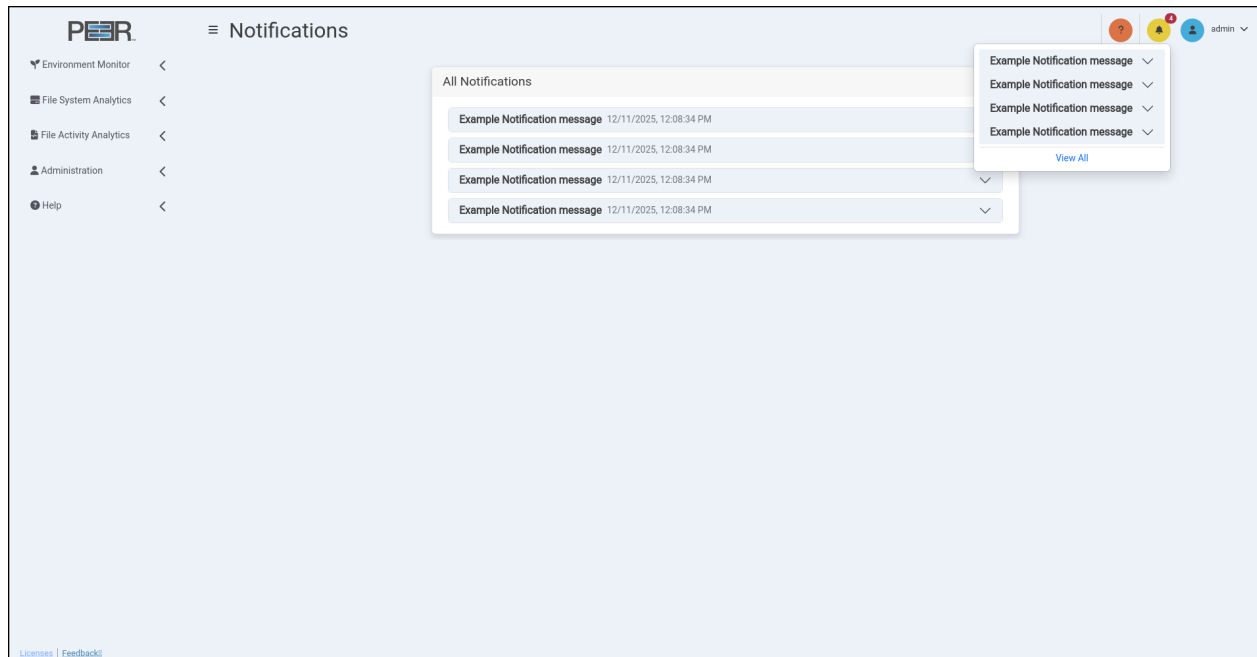 PEER
≡ Notifications
?
4
admin
Environment Monitor
File System Analytics
File Activity Analytics
Administration
? Help
All Notifications
Example Notification message 12/11/2025, 12:08:34 PM
Example Notification message 12/11/2025, 12:08:34 PM
Example Notification message 12/11/2025, 12:08:34 PM
Example Notification message 12/11/2025, 12:08:34 PM
Example Notification message
Example Notification message
Example Notification message
Example Notification message
View All
Licenses | Feedback